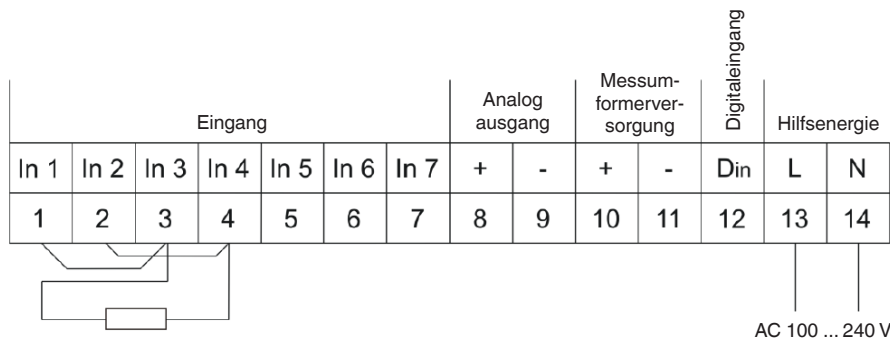 Eingang
Analog
ausgang
Messum-
formerver-
sorgung
Digitaleingang
Hilfsenergie
In 1 In 2 In 3 In 4 In 5 In 6 In 7 + - + - Din L N
1 2 3 4 5 6 7 8 9 10 11 12 13 14
AC 100 ... 240 V